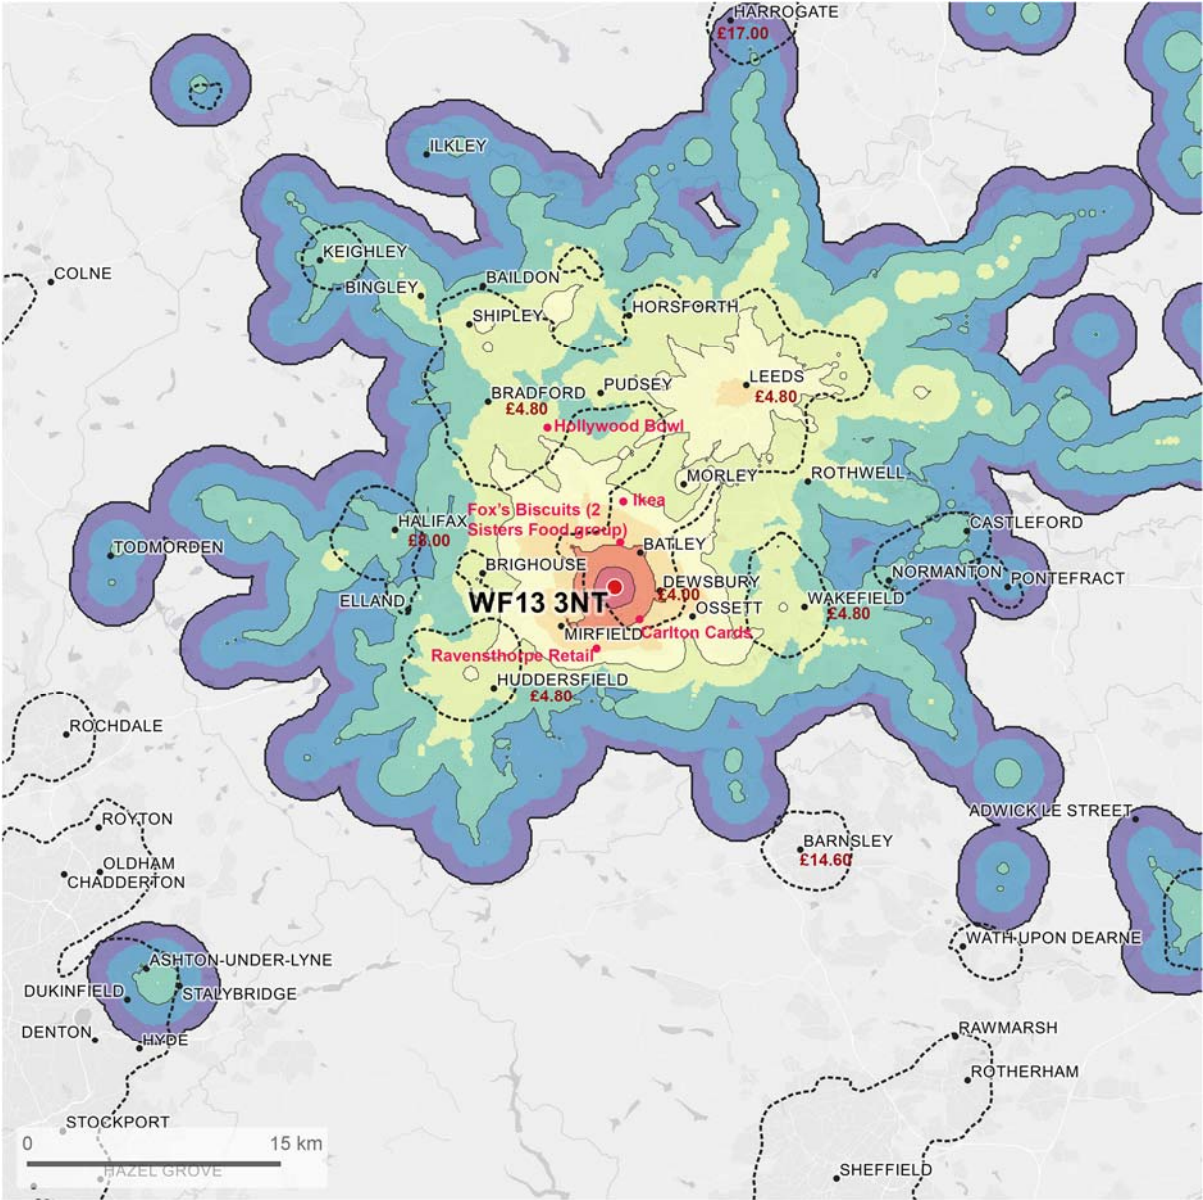 HARROGATE
£17.00
ILKLEY
KEIGHLEY
COLNE
BAILDON
BINGLEY
SHIPLEY
HORSFORTH
LEEDS
£4.80
PUDSEY
BRADFORD
£4.80
Hollywood Bowl
MORLEY
ROTHWELL
Ikea
Fox's Biscuits (2
Sisters Food group)
HALIFAX
£8.00
CASTLEFORD
TODMORDEN
BATLEY
BRIGHOUSE
NORMANTON
PONTEFRACT
DEWSBURY
£4.00
ELLAND
WF13 3NT
OSSETT
WAKEFIELD
£4.80
MIRFIELD
Carlton Cards
Ravensthorpe Retail
HUDDERSFIELD
£4.80
ROCHDALE
ROYTON
ADWICK LE STREET
BARNSLEY
£14.60
OLDHAM
CHADDERTON
WATH UPON DEARNE
ASHTON-UNDER-LYNE
DUKINFIELD
STALYBRIDGE
DENTON
HYDE
RAWMARSH
ROTHERHAM
STOCKPORT
0 15 km
HAZEL GROVE
SHEFFIELD